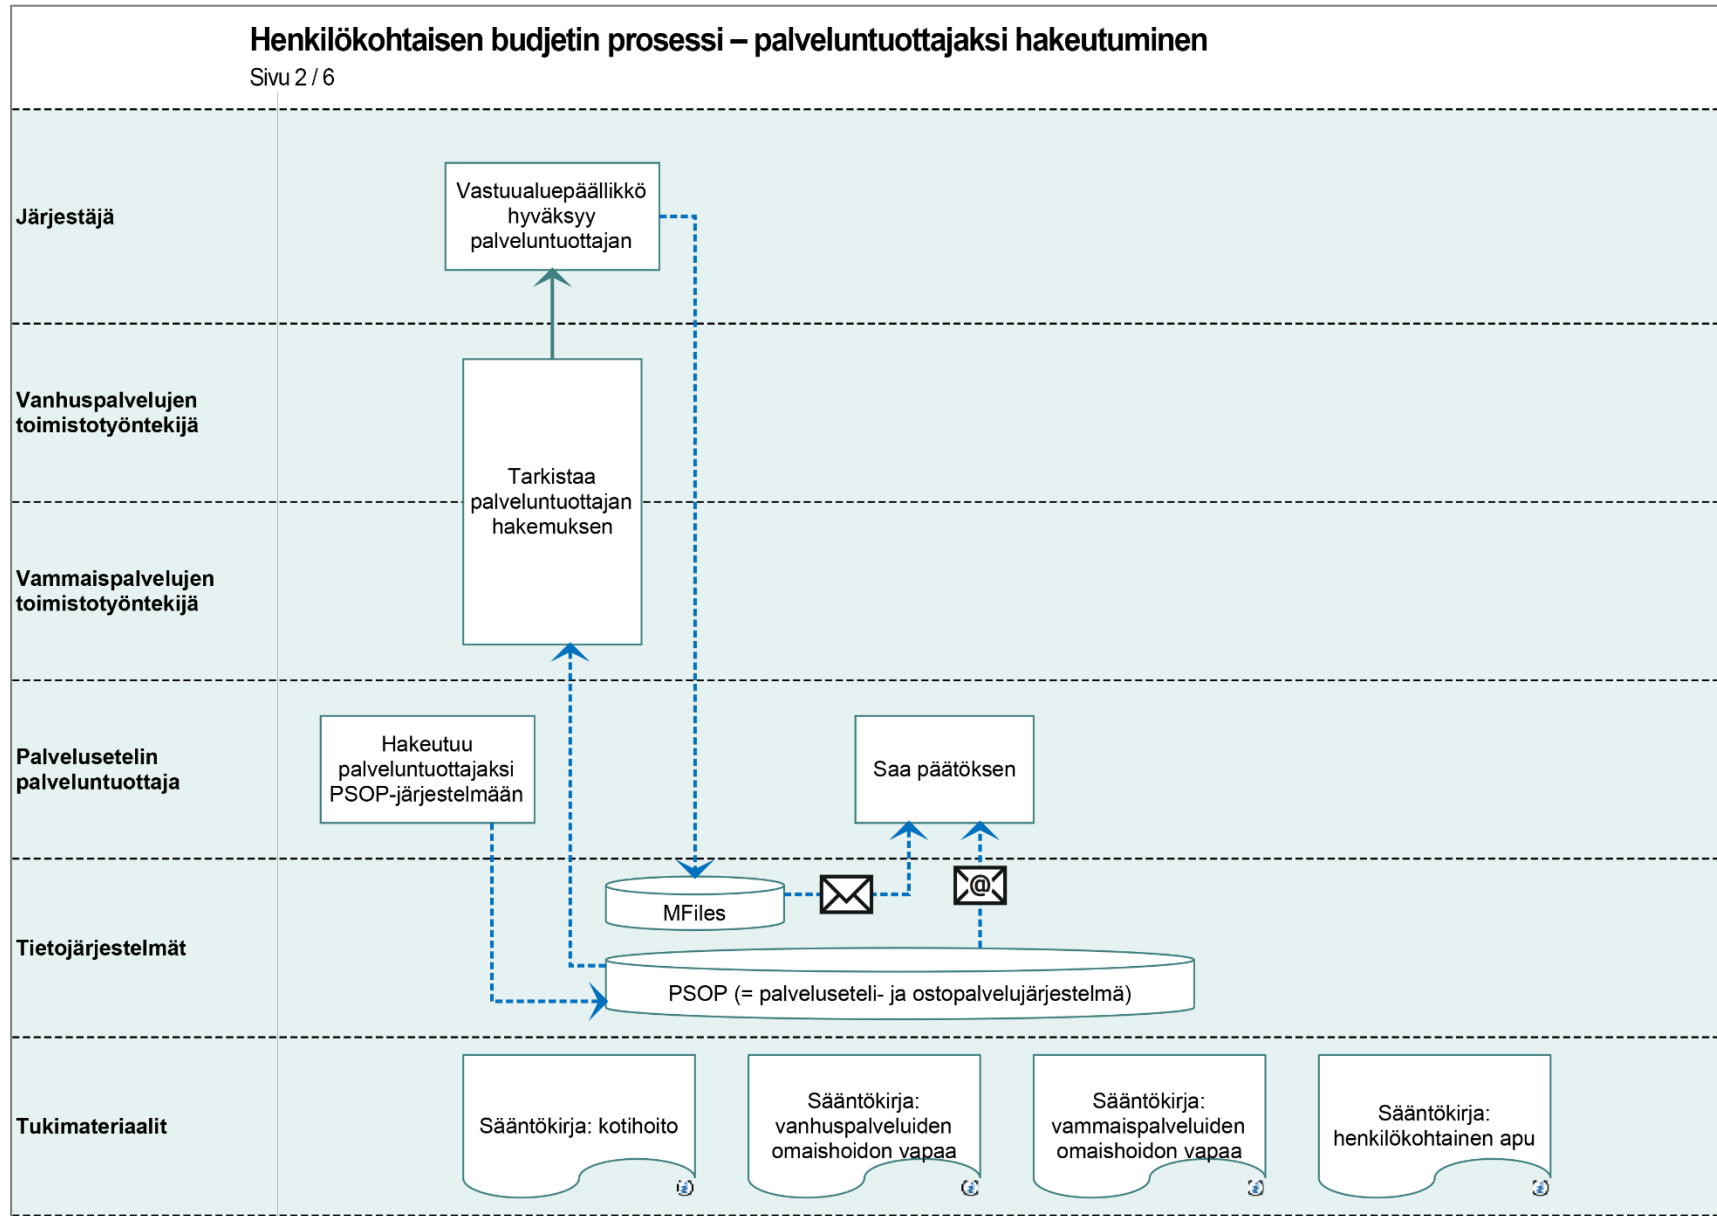 Henkilökohtaisen budjetin prosessi – palveluntuottajaksi hakeutuminen
Sivu 2 / 6
Järjestäjä
Vastuualuepäällikkö
hyväksyy
palveluntuottajan
Vanhuspalvelujen
toimistotyöntekijä
Tarkistaa
palveluntuottajan
hakemuksen
Vammaispalvelujen
toimistotyöntekijä
Palvelusetelin
palveluntuottaja
Hakeutuu
palveluntuottajaksi
PSOP-järjestelmään
Saa päätöksen
Tietojärjestelmät
MFiles
@
PSOP (= palveluseteli- ja ostopalvelujärjestelmä)
Tukimateriaalit
Sääntökirja: kotihoito
Sääntökirja:
vanhuspalveluiden
omaishoidon vapaa
Sääntökirja:
vammaispalveluiden
omaishoidon vapaa
Sääntökirja:
henkilökohtainen apu